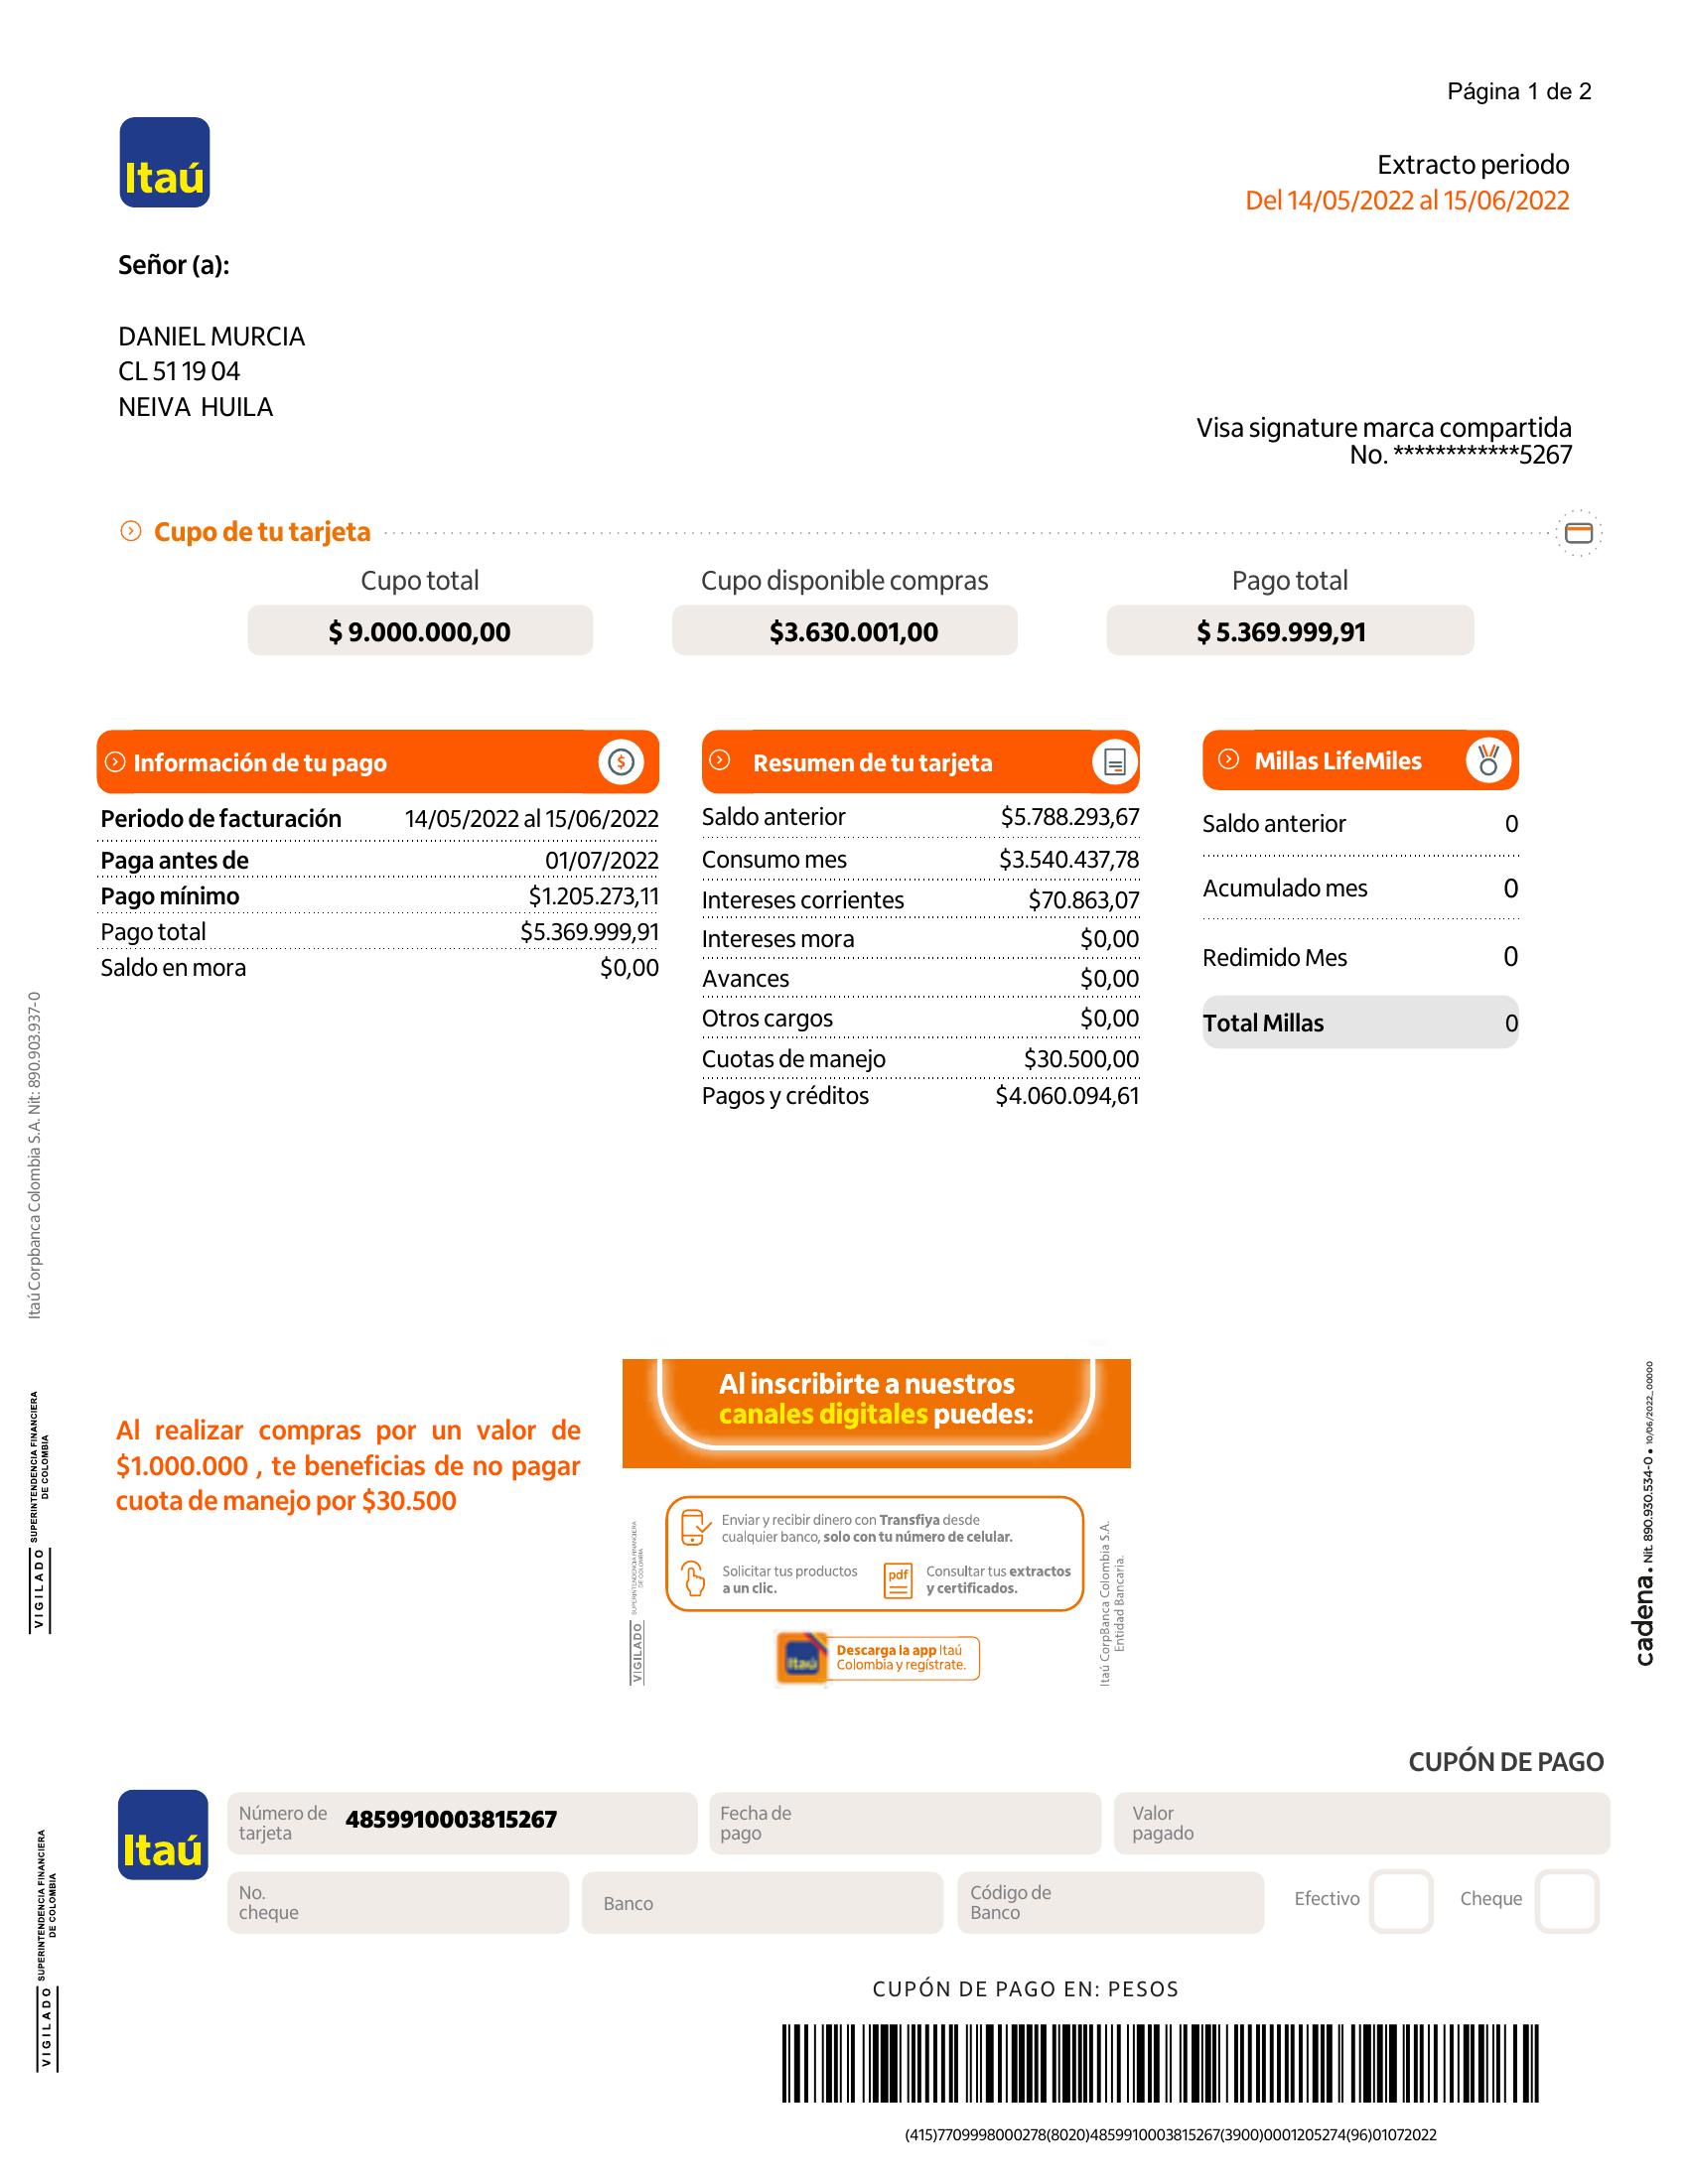 Página 1 de 2
Itaú
Extracto periodo
Del 14/05/2022 al 15/06/2022
Señor (a):
DANIEL MURCIA
CL 51 19 04
NEIVA HUILA
Visa signature marca compartida
No. ************5267
Cupo de tu tarjeta
Cupo total Cupo disponible compras Pago total
$ 9.000.000,00 $3.630.001,00 $ 5.369.999,91
Información de tu pago
Periodo de facturación 14/05/2022 al 15/06/2022
Paga antes de 01/07/2022
Pago mínimo $1.205.273,11
Pago total $5.369.999,91
Saldo en mora $0,00
Resumen de tu tarjeta
Saldo anterior $5.788.293,67
Consumo mes $3.540.437,78
Intereses corrientes $70.863,07
Intereses mora $0,00
Avances $0,00
Otros cargos $0,00
Cuotas de manejo $30.500,00
Pagos y créditos $4.060.094,61
Millas LifeMiles
Saldo anterior 0
Acumulado mes 0
Redimido Mes 0
Total Millas 0
Itaú Corpbanca Colombia S.A. Nit: 890.903.937-0
VIGILADO SUPERINTENDENCIA FINANCIERA
DE COLOMBIA
Al realizar compras por un valor de
$1.000.000 , te beneficias de no pagar
cuota de manejo por $30.500
Al inscribirte a nuestros
canales digitales puedes:
Enviar y recibir dinero con Transfiya desde
cualquier banco, solo con tu número de celular.
Solicitar tus productos
a un clic.
pdf
Consultar tus extractos
y certificados.
VIGILADO SUPERINTENDENCIA FINANCIERA
DE COLOMBIA
Itaú CorpBanca Colombia S.A.
Entidad Bancaria.
Itaú
Descarga la app Itaú
Colombia y regístrate.
cadena. Nit. 890.930.534-0 • 10/06/2022_00000
CUPÓN DE PAGO
Itaú
Número de
tarjeta
4859910003815267
Fecha de
pago
Valor
pagado
No.
cheque
Banco
Código de
Banco
Efectivo
Cheque
VIGILADO SUPERINTENDENCIA FINANCIERA
DE COLOMBIA
CUPÓN DE PAGO EN: PESOS
(415)7709998000278(8020)4859910003815267(3900)0001205274(96)01072022